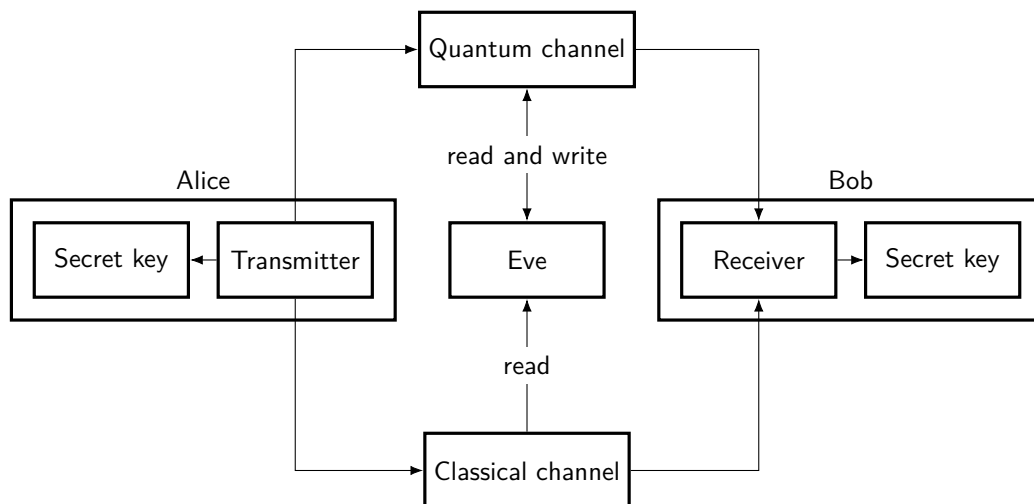 Quantum channel
read and write
Alice
Bob
Secret key
Transmitter
Eve
Receiver
Secret key
read
Classical channel